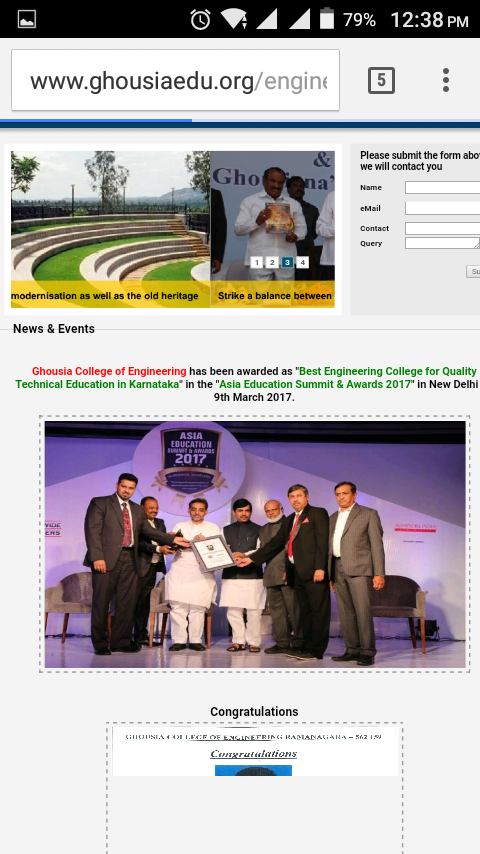 79% 12:38 PM
www.ghousiaedu.org/engine
5
Please submit the form abo
we will contact you
Name
eMail
Contact
Query
Su
&
1 2 3 4
modernisation as well as the old heritage
Strike a balance between
News & Events
Ghousia College of Engineering has been awarded as "Best Engineering College for Quality
Technical Education in Karnataka" in the "Asia Education Summit & Awards 2017" in New Delhi
9th March 2017.
ASIA
EDUCATION
SUMMIT & AWARDS
2017
Congratulations
GHOUSIA COLLEGE OF ENGINEERING RAMANAGARA – 562 159
Congratulations